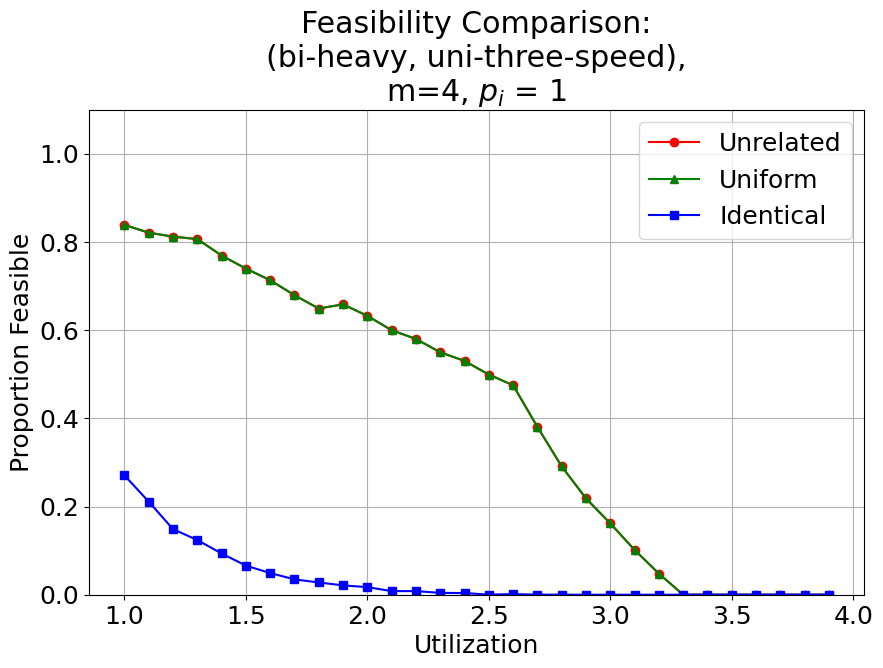 Feasibility Comparison:
(bi-heavy, uni-three-speed),
m=4, $p_i$ = 1
Unrelated
Uniform
Identical
Proportion Feasible
1.0
0.8
0.6
0.4
0.2
0.0
1.0 1.5 2.0 2.5 3.0 3.5 4.0
Utilization